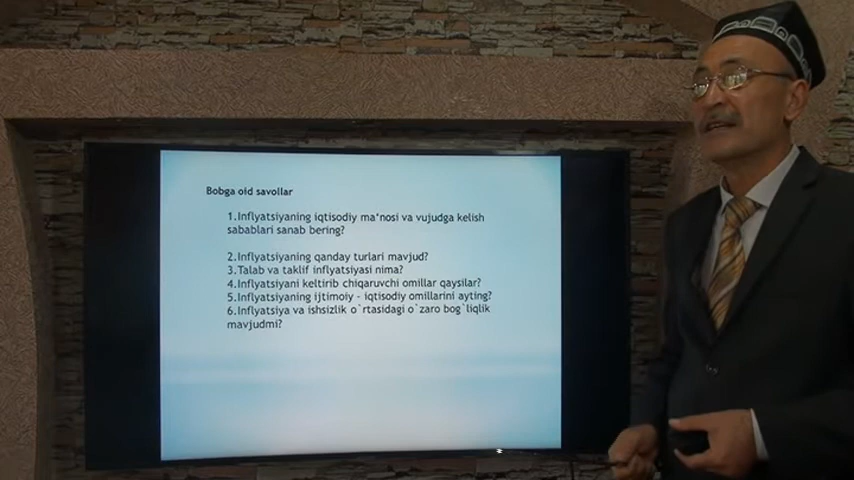 Bobga oid savollar
1.Inflyatsiyaning iqtisodiy ma‘nosi va vujudga kelish
sabablari sanab bering?
2.Inflyatsiyaning qanday turlari mavjud?
3.Talab va taklif inflyatsiyasi nima?
4.Inflyatsiyani keltirib chiqaruvchi omillar qaysilar?
5.Inflyatsiyaning ijtimoiy - iqtisodiy omillarini ayting?
6.Inflyatsiya va ishsizlik o`rtasidagi o`zaro bog`liqlik
mavjudmi?